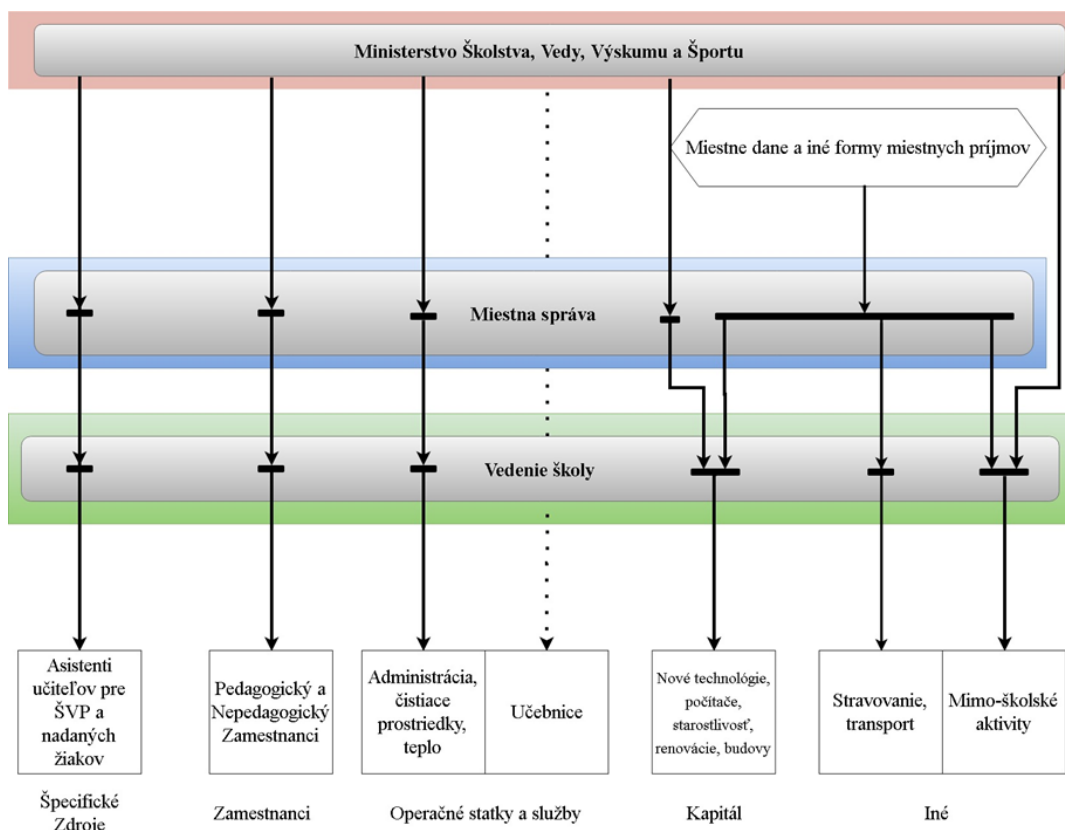 Ministerstvo Školstva, Vedy, Výskumu a Športu
Miestne dane a iné formy miestnych príjmov
Miestna správa
Vedenie školy
Asistenti
učiteľov pre
ŠVP a
nadaných
žiakov
Pedagogický a
Nepedagogický
Zamestnanci
Administrácia,
čistiace
prostriedky,
teplo
Učebnice
Nové technológie,
počítače,
starostlivosť,
renovácie, budovy
Stravovanie,
transport
Mimo-školské
aktivity
Špecifické
Zdroje
Zamestnanci
Operačné statky a služby
Kapitál
Iné